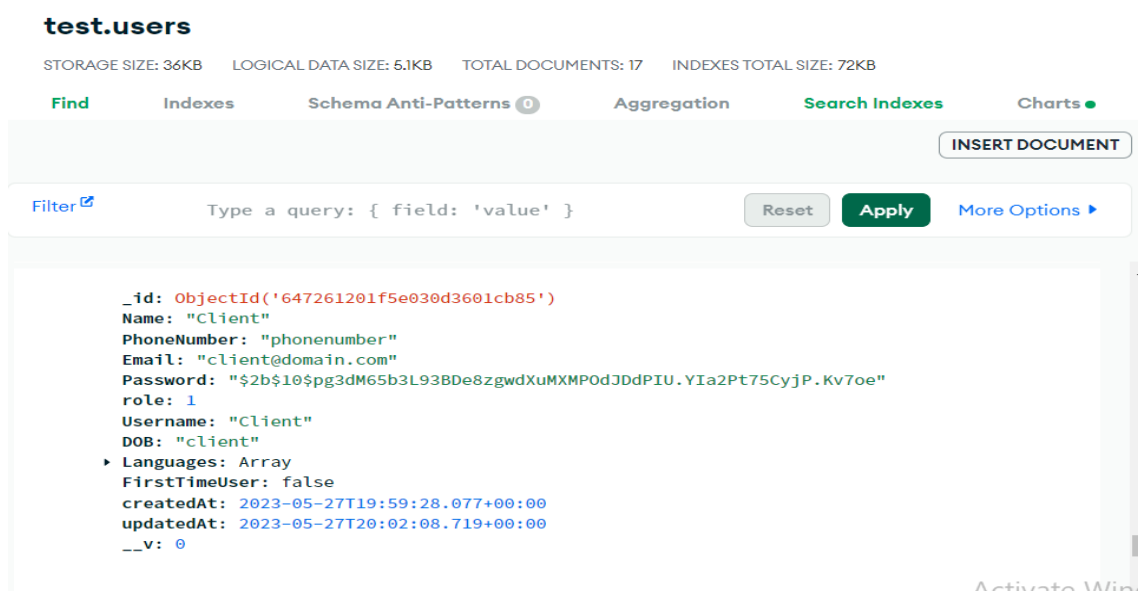 test.users
STORAGE SIZE: 36KB LOGICAL DATA SIZE: 5.1KB TOTAL DOCUMENTS: 17 INDEXES TOTAL SIZE: 72KB
Find Indexes Schema Anti-Patterns 0 Aggregation Search Indexes Charts
INSERT DOCUMENT
Filter Type a query: { field: 'value' } Reset Apply More Options
_id: ObjectId('647261201f5e030d3601cb85')
Name: "Client"
PhoneNumber: "phonenumber"
Email: "client@domain.com"
Password: "$2b$10$pg3dM65b3L93BDe8zgwdXuMXMPOdJDdPIU.YIa2Pt75CyjP.Kv7oe"
role: 1
Username: "Client"
DOB: "client"
Languages: Array
FirstTimeUser: false
createdAt: 2023-05-27T19:59:28.077+00:00
updatedAt: 2023-05-27T20:02:08.719+00:00
__v: 0
Activate Win